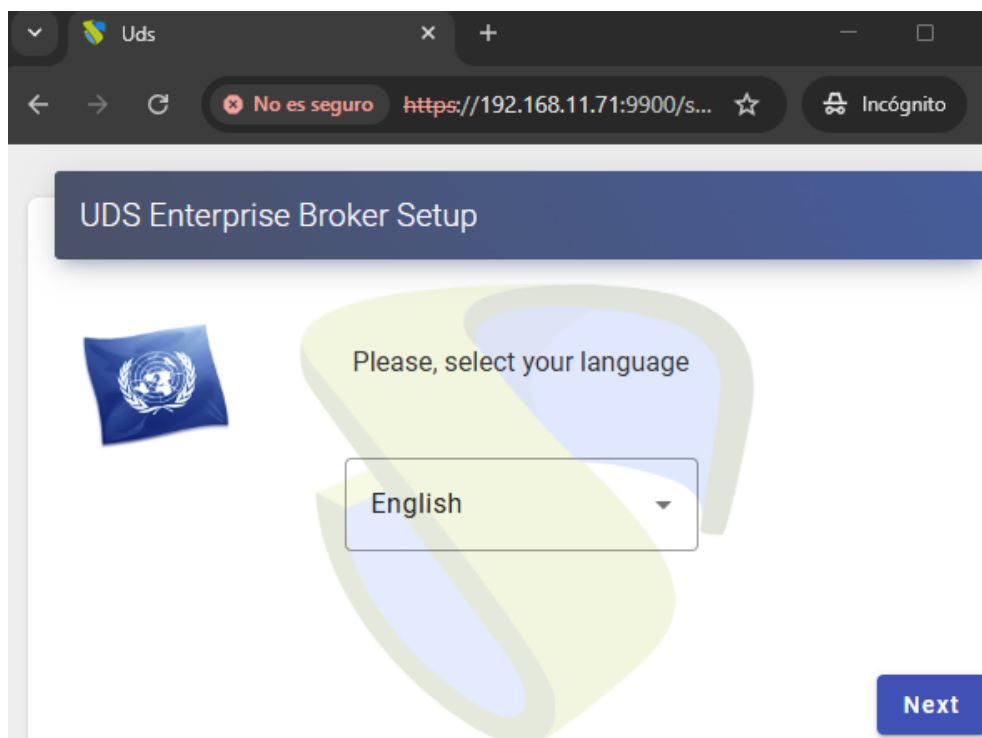 Uds
No es seguro https://192.168.11.71:9900/s... Incógnito
UDS Enterprise Broker Setup
Please, select your language
English
Next